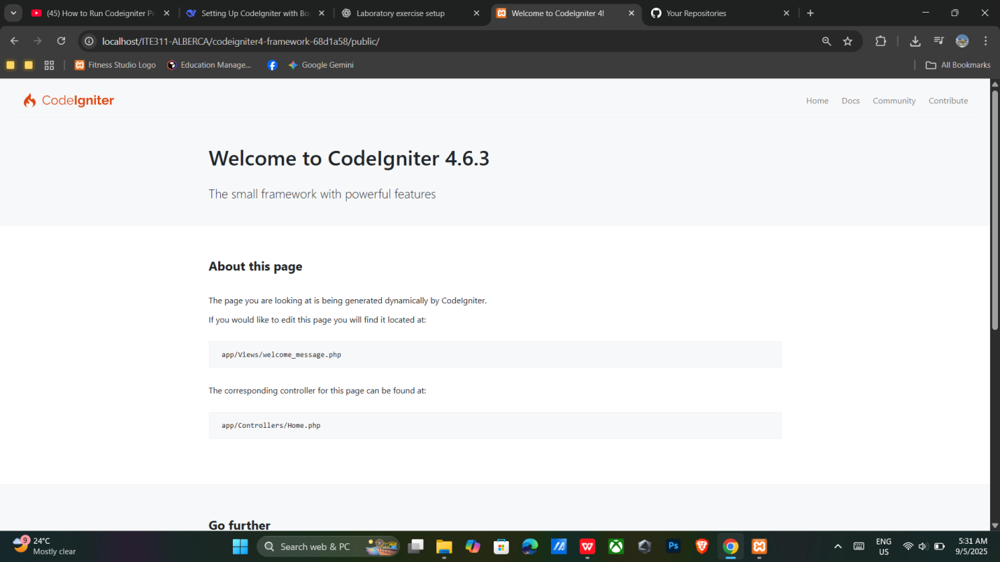 (45) How to Run Codeigniter Pr
Setting Up CodeIgniter with Boo
Laboratory exercise setup
Welcome to CodeIgniter 4!
Your Repositories
localhost/ITE311-ALBERCA/codeigniter4-framework-68d1a58/public/
Fitness Studio Logo
Education Manage...
Google Gemini
All Bookmarks
CodeIgniter
Home
Docs
Community
Contribute
Welcome to CodeIgniter 4.6.3
The small framework with powerful features
About this page
The page you are looking at is being generated dynamically by CodeIgniter.
If you would like to edit this page you will find it located at:
app/Views/welcome_message.php
The corresponding controller for this page can be found at:
app/Controllers/Home.php
Go further
9
24°C
Mostly clear
Search web & PC
W
Ps
ENG
US
5:31 AM
9/5/2025